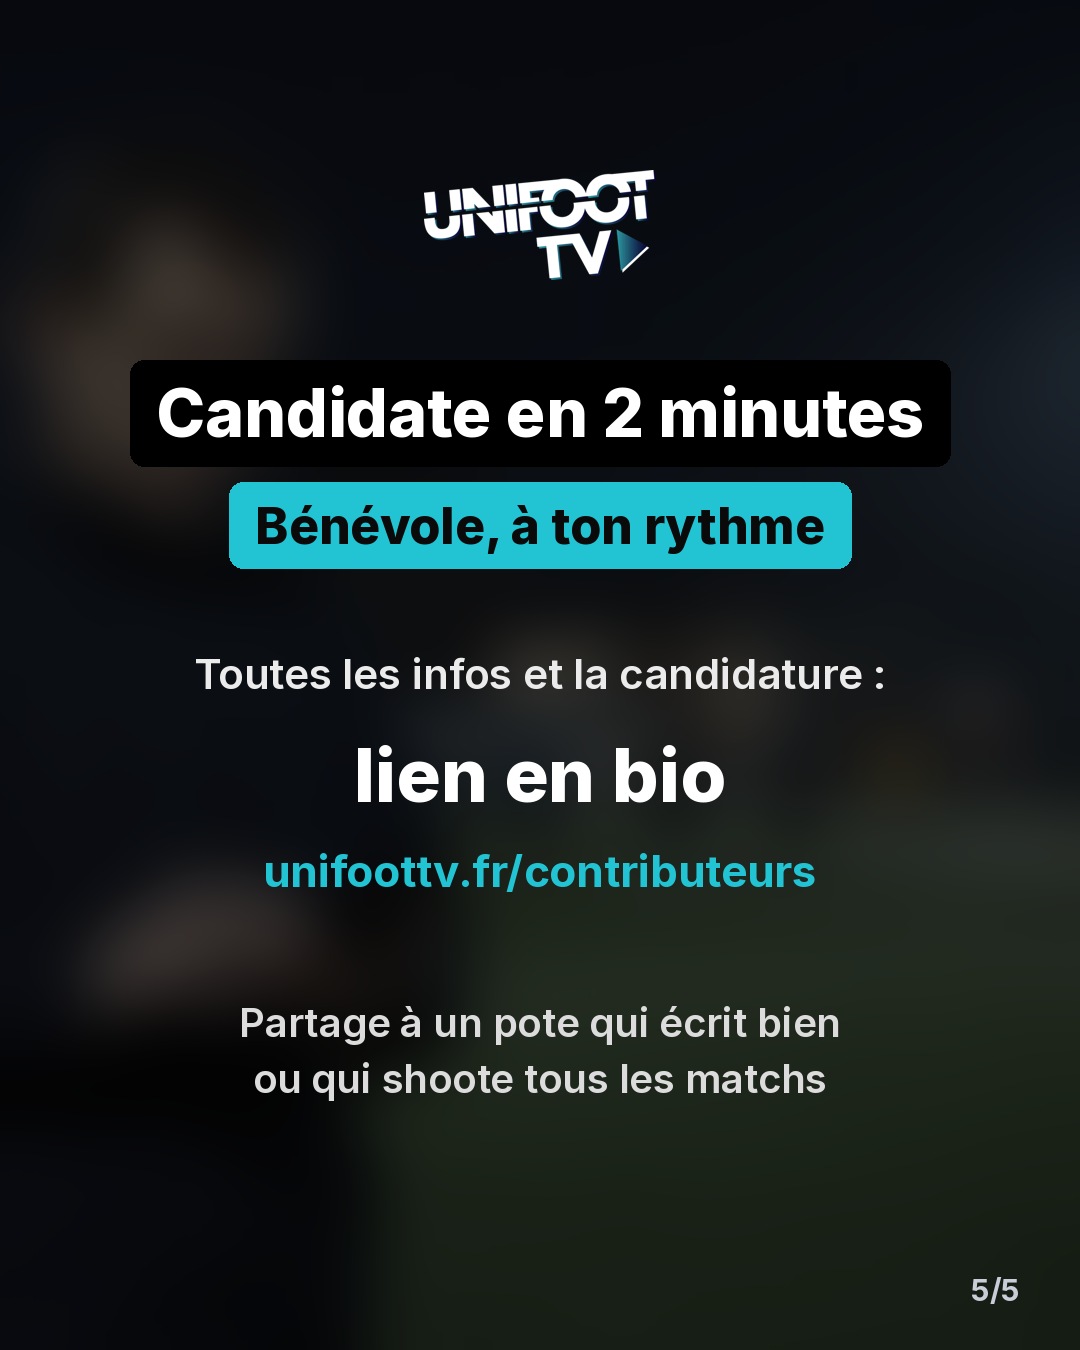 UNIFOOT
TV
Candidate en 2 minutes
Bénévole, à ton rythme
Toutes les infos et la candidature :
lien en bio
unifoottv.fr/contributeurs
Partage à un pote qui écrit bien
ou qui shoote tous les matchs
5/5